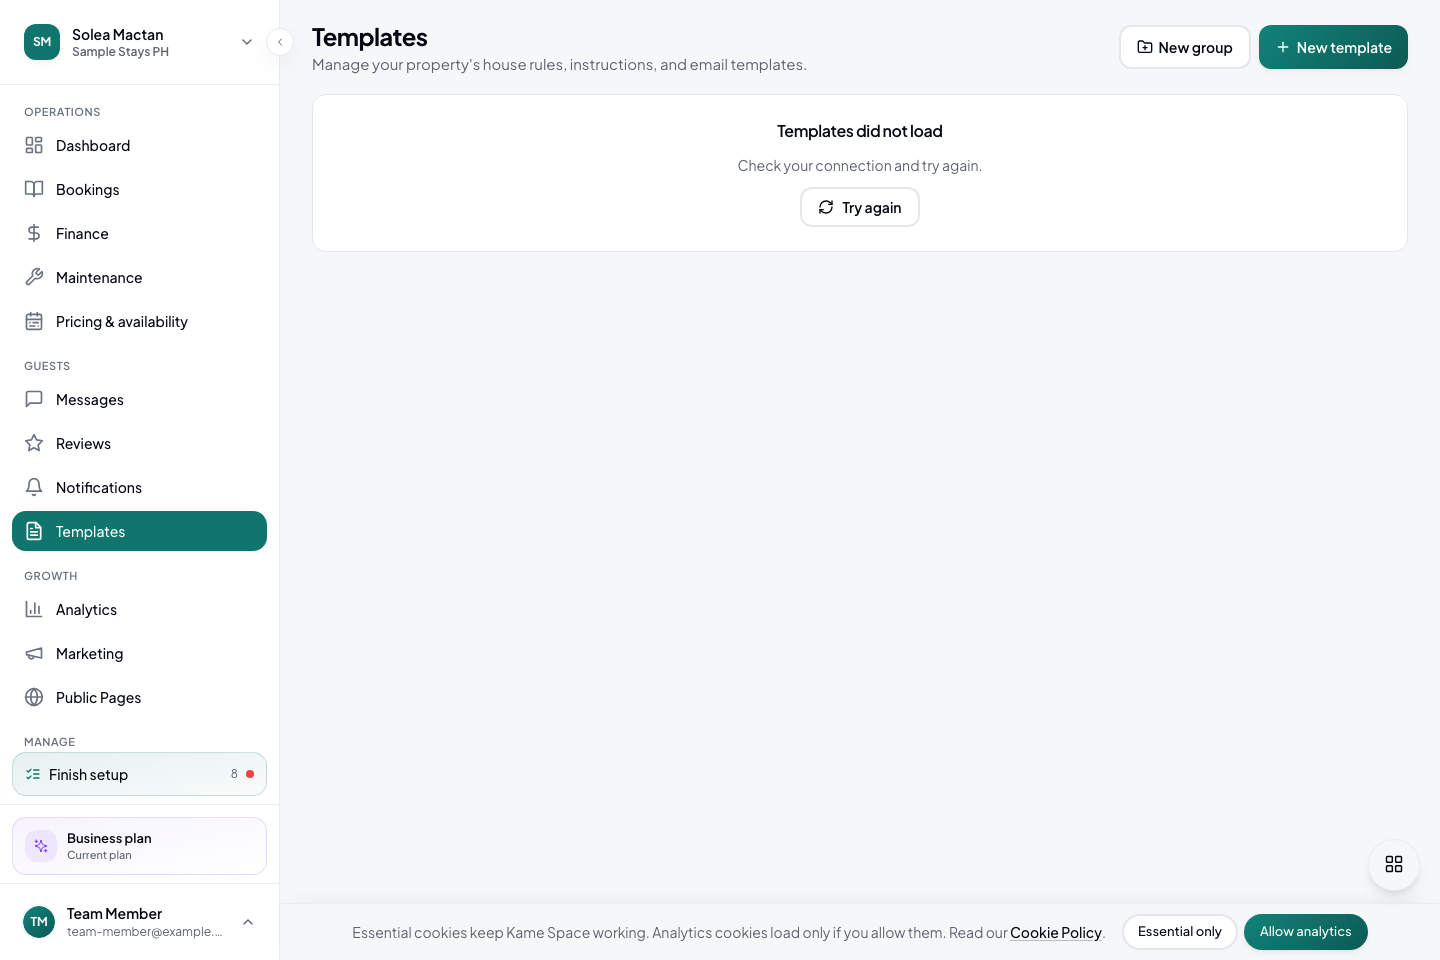 SM
Solea Mactan
Sample Stays PH
OPERATIONS
Dashboard
Bookings
Finance
Maintenance
Pricing & availability
GUESTS
Messages
Reviews
Notifications
Templates
GROWTH
Analytics
Marketing
Public Pages
MANAGE
Finish setup 8
Business plan
Current plan
TM
Team Member
team-member@example....
Templates
Manage your property's house rules, instructions, and email templates.
New group
New template
Templates did not load
Check your connection and try again.
Try again
Essential cookies keep Kame Space working. Analytics cookies load only if you allow them. Read our Cookie Policy.
Essential only
Allow analytics